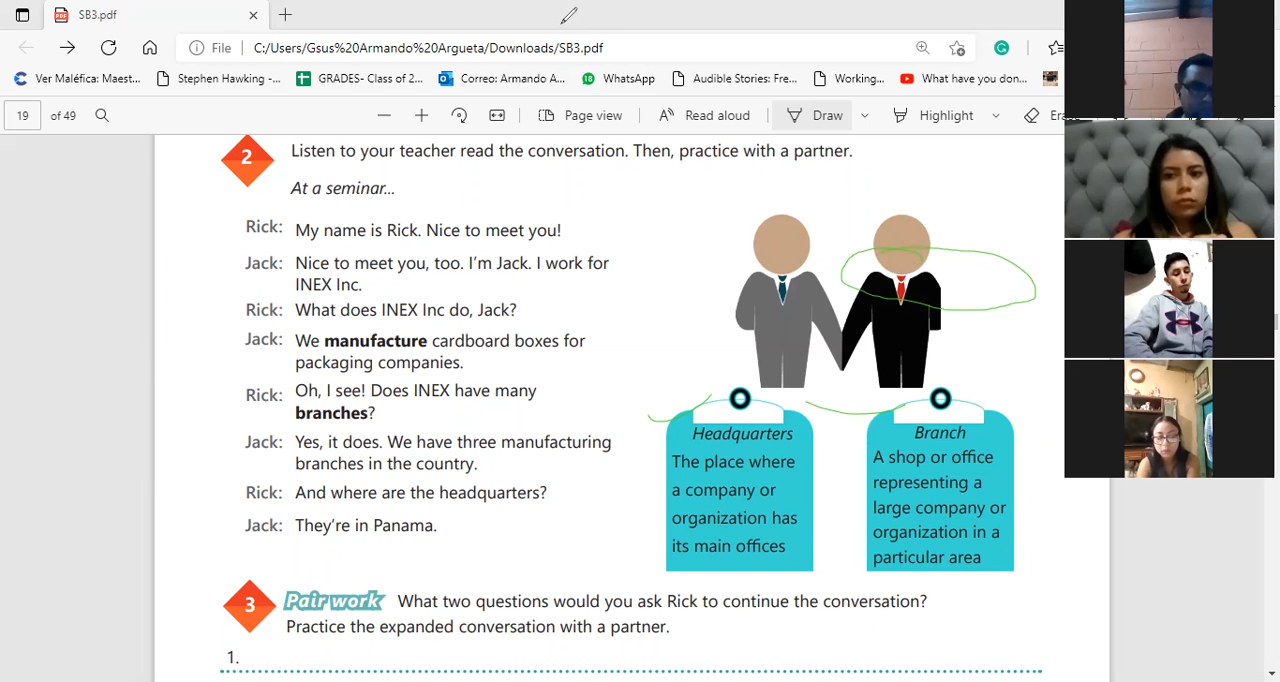 SB3.pdf
File
C:/Users/Gsus%20Armando%20Argueta/Downloads/SB3.pdf
Ver Maléfica: Maest...
Stephen Hawking -...
GRADES- Class of 2...
Correo: Armando A...
WhatsApp
Audible Stories: Fre...
Working...
What have you don...
19 of 49
Page view
Read aloud
Draw
Highlight
Era
2
Listen to your teacher read the conversation. Then, practice with a partner.
At a seminar...
Rick: My name is Rick. Nice to meet you!
Jack: Nice to meet you, too. I'm Jack. I work for
INEX Inc.
Rick: What does INEX Inc do, Jack?
Jack: We manufacture cardboard boxes for
packaging companies.
Rick: Oh, I see! Does INEX have many
branches?
Jack: Yes, it does. We have three manufacturing
branches in the country.
Rick: And where are the headquarters?
Jack: They're in Panama.
Headquarters
The place where
a company or
organization has
its main offices
Branch
A shop or office
representing a
large company or
organization in a
particular area
3
Pair work What two questions would you ask Rick to continue the conversation?
Practice the expanded conversation with a partner.
1.